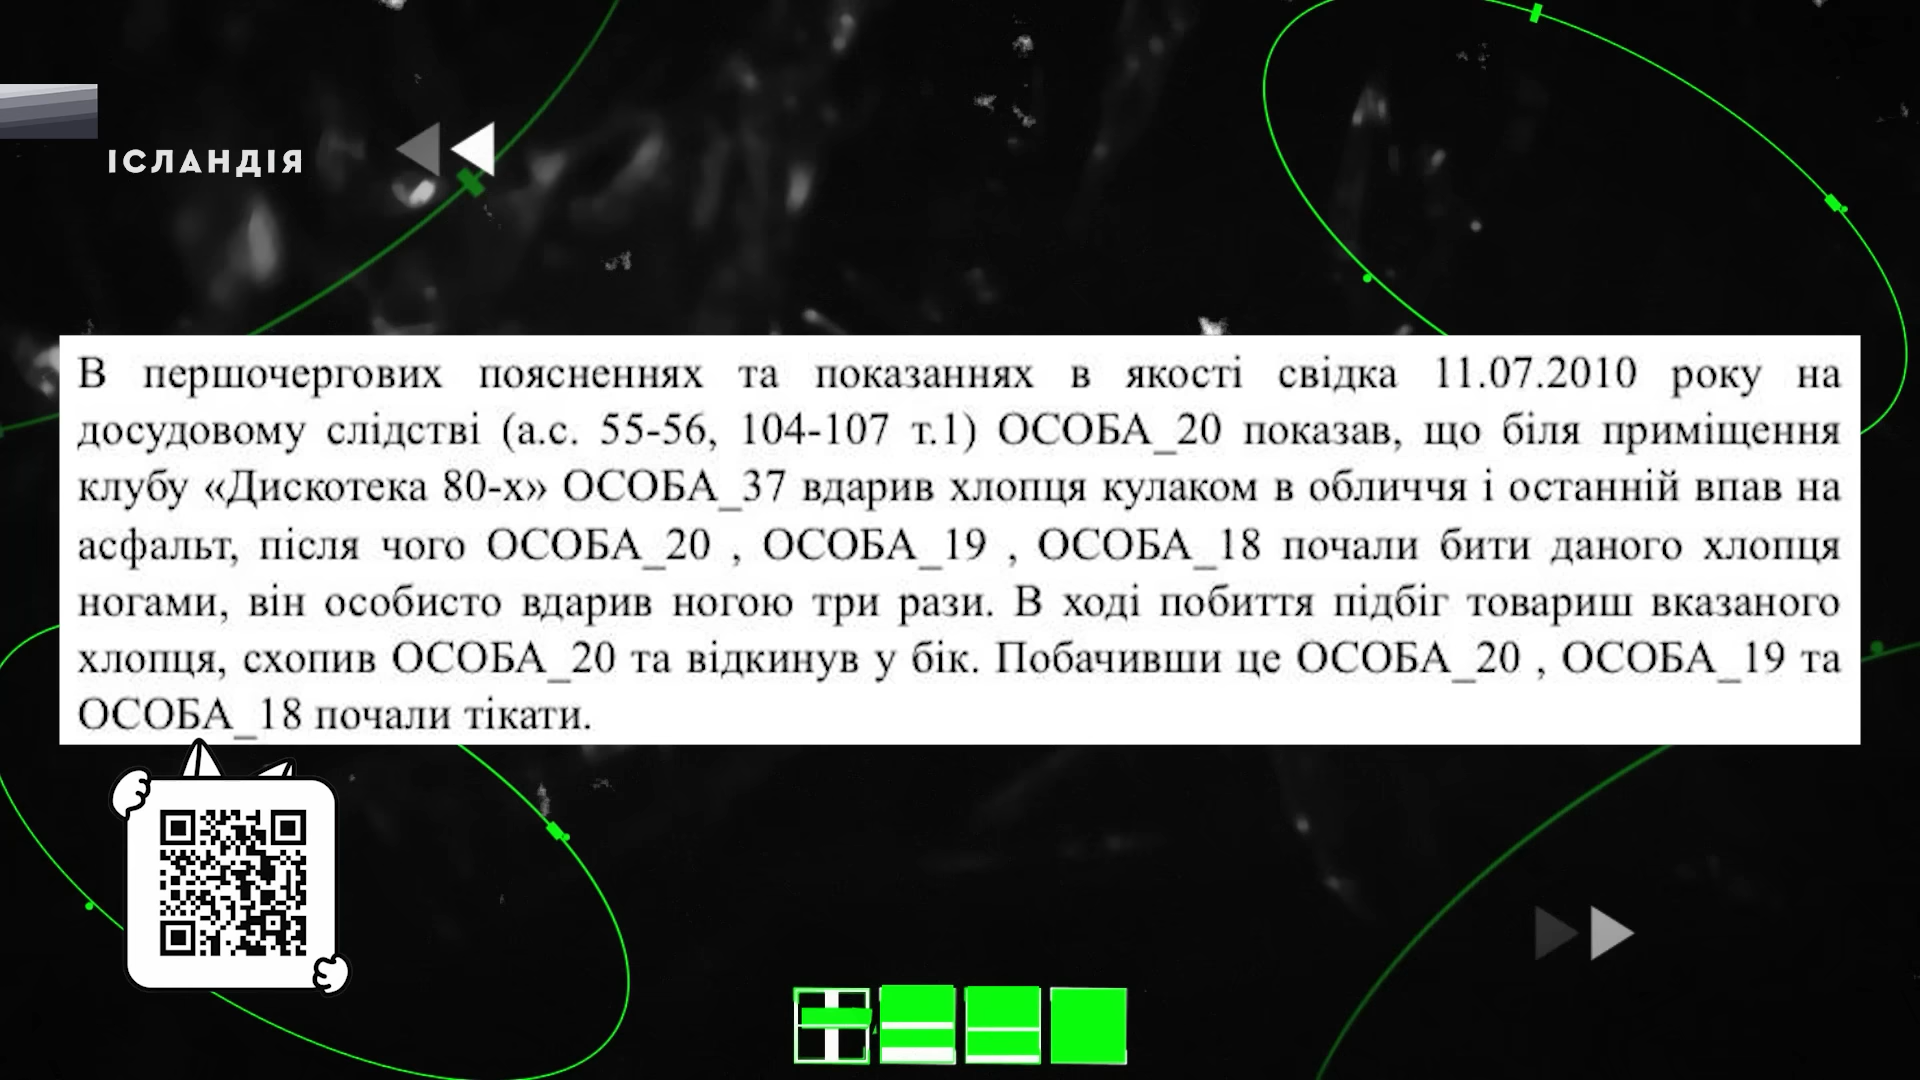 ІСЛАНДІЯ
В першочергових поясненнях та показаннях в якості свідка 11.07.2010 року на
досудовому слідстві (а.с. 55-56, 104-107 т.1) ОСОБА_20 показав, що біля приміщення
клубу «Дискотека 80-х» ОСОБА_37 вдарив хлопця кулаком в обличчя і останній впав на
асфальт, після чого ОСОБА_20 , ОСОБА_19 , ОСОБА_18 почали бити даного хлопця
ногами, він особисто вдарив ногою три рази. В ході побиття підбіг товариш вказаного
хлопця, схопив ОСОБА_20 та відкинув у бік. Побачивши це ОСОБА_20 , ОСОБА_19 та
ОСОБА_18 почали тікати.